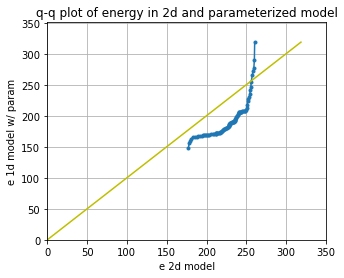 q-q plot of energy in 2d and parameterized model
350
300
250
200
150
100
50
0
e 1d model w/ param
0 50 100 150 200 250 300 350
e 2d model